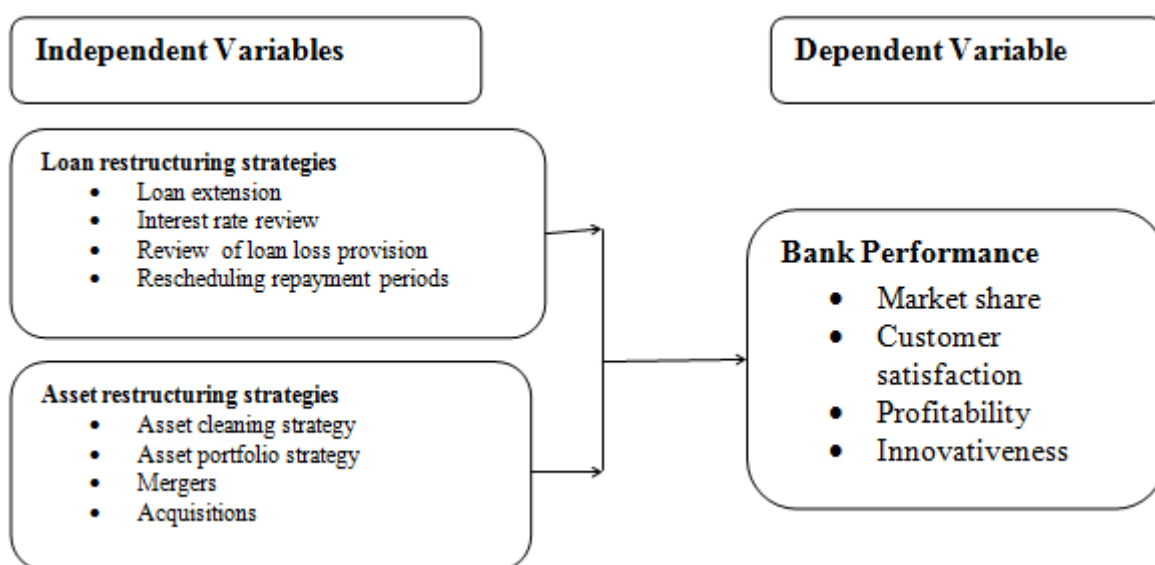 Independent Variables
Dependent Variable
Loan restructuring strategies
• Loan extension
• Interest rate review
• Review of loan loss provision
• Rescheduling repayment periods
Asset restructuring strategies
• Asset cleaning strategy
• Asset portfolio strategy
• Mergers
• Acquisitions
Bank Performance
• Market share
• Customer
satisfaction
• Profitability
• Innovativeness